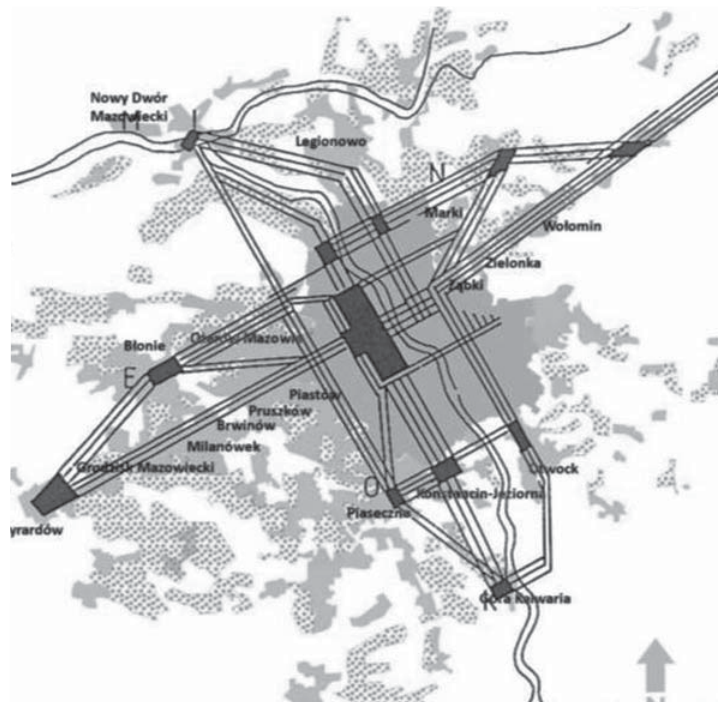 Nowy Dwór
Mazowiecki
M
I
Legionowo
N
Marki
Wołomin
Zielonka
Ząbki
Błonie
E
Piastów
Pruszków
Brwinów
Milanówek
Grodzisk Mazowiecki
yrardów
O
Piaseczno
Konstancin-Jeziorna
Otwock
Góra Kalwaria
K
N